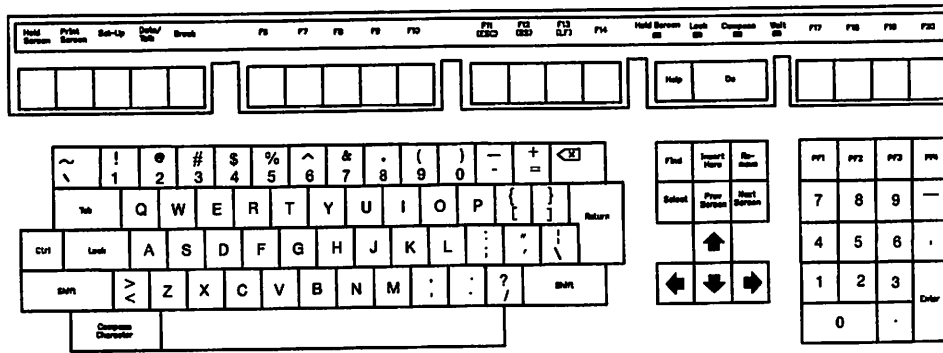 Hold Screen Print Screen Set-Up Data/ Talk Break F6 F7 F8 F9 F10 F11 (ESC) F12 (BS) F13 (LF) F14 Hold Screen Lock Compose Wait F17 F18 F19 F20
Help Do
~ ! @ # $ % ^ & * ( ) — + ⌫
\ 1 2 3 4 5 6 7 8 9 0 - =
Tab Q W E R T Y U I O P { [ } ] Return
Ctrl Lock A S D F G H J K L : ; " ' | \
Shift > < Z X C V B N M , . ? / Shift
Compose Character
Find Insert Here Re- move
Select Prev Screen Next Screen
PF1 PF2 PF3 PF4
7 8 9 —
4 5 6 ,
1 2 3 Enter
0 .